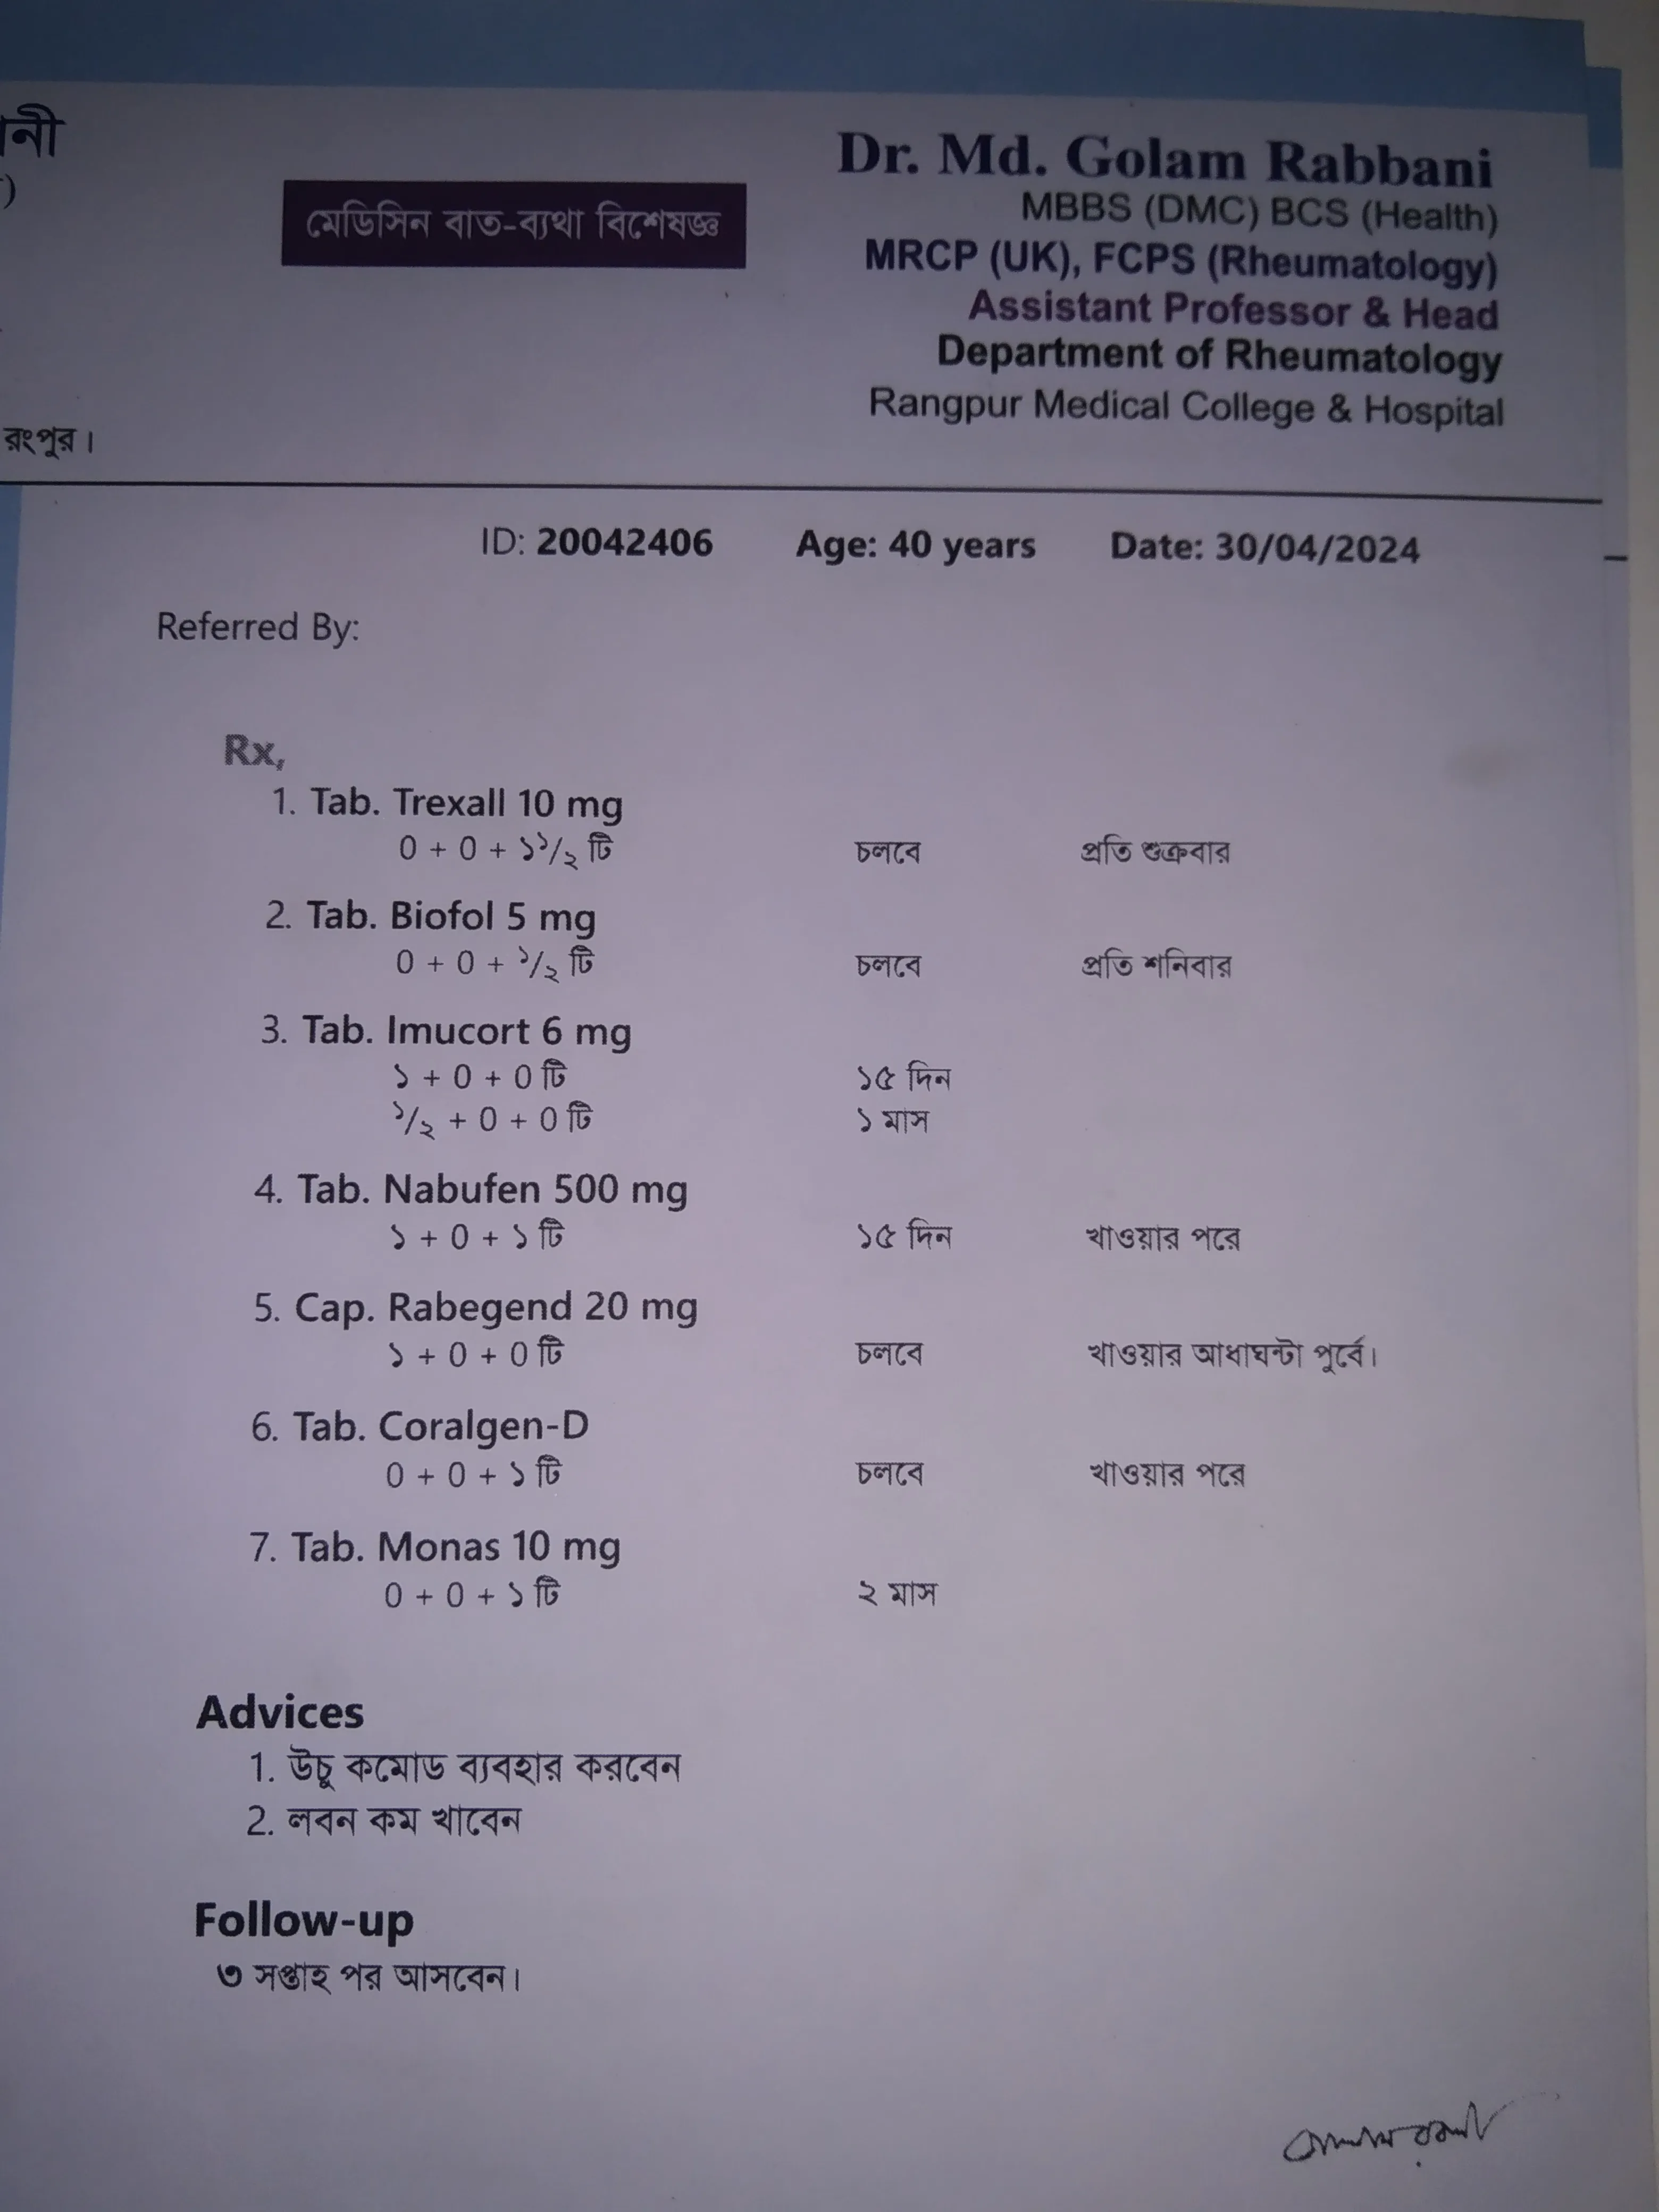 নী
)
মেডিসিন বাত-ব্যথা বিশেষজ্ঞ
রংপুর।
Dr. Md. Golam Rabbani
MBBS (DMC) BCS (Health)
MRCP (UK), FCPS (Rheumatology)
Assistant Professor & Head
Department of Rheumatology
Rangpur Medical College & Hospital
ID: 20042406 Age: 40 years Date: 30/04/2024
Referred By:
Rx,
1. Tab. Trexall 10 mg
0 + 0 + ১১/২ টি চলবে প্রতি শুক্রবার
2. Tab. Biofol 5 mg
0 + 0 + ১/২ টি চলবে প্রতি শনিবার
3. Tab. Imucort 6 mg
১ + 0 + 0 টি ১৫ দিন
১/২ + 0 + 0 টি ১ মাস
4. Tab. Nabufen 500 mg
১ + 0 + ১ টি ১৫ দিন খাওয়ার পরে
5. Cap. Rabegend 20 mg
১ + 0 + 0 টি চলবে খাওয়ার আধাঘন্টা পুর্বে।
6. Tab. Coralgen-D
0 + 0 + ১ টি চলবে খাওয়ার পরে
7. Tab. Monas 10 mg
0 + 0 + ১ টি ২ মাস
Advices
1. উচু কমোড ব্যবহার করবেন
2. লবন কম খাবেন
Follow-up
৩ সপ্তাহ পর আসবেন।